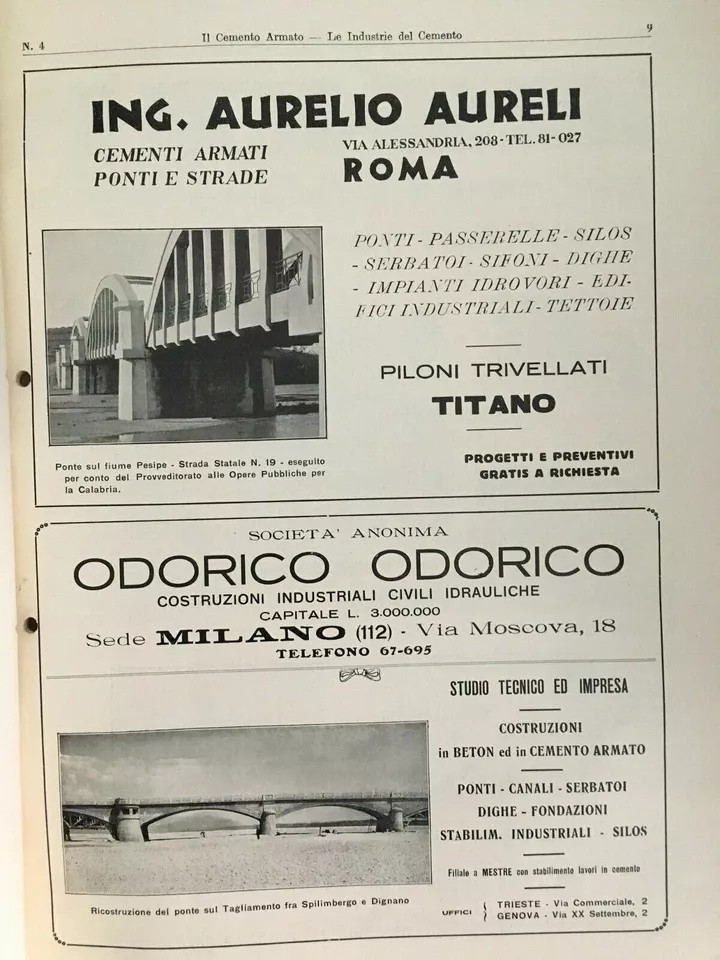 N. 4
Il Cemento Armato — Le Industrie del Cemento
9
ING. AURELIO AURELI
CEMENTI ARMATI
PONTI E STRADE
VIA ALESSANDRIA, 208 - TEL. 81-027
ROMA
PONTI - PASSERELLE - SILOS
- SERBATOI - SIFONI - DIGHE
- IMPIANTI IDROVORI - EDI-
FICI INDUSTRIALI - TETTOIE
PILONI TRIVELLATI
TITANO
PROGETTI E PREVENTIVI
GRATIS A RICHIESTA
Ponte sul fiume Pesipe - Strada Statale N. 19 - eseguito
per conto del Provveditorato alle Opere Pubbliche per
la Calabria.
SOCIETA' ANONIMA
ODORICO ODORICO
COSTRUZIONI INDUSTRIALI CIVILI IDRAULICHE
CAPITALE L. 3.000.000
Sede MILANO (112) - Via Moscova, 18
TELEFONO 67-695
STUDIO TECNICO ED IMPRESA
COSTRUZIONI
in BETON ed in CEMENTO ARMATO
PONTI - CANALI - SERBATOI
DIGHE - FONDAZIONI
STABILIM. INDUSTRIALI - SILOS
Filiale a MESTRE con stabilimento lavori in cemento
UFFICI { TRIESTE - Via Commerciale, 2
GENOVA - Via XX Settembre, 2
Ricostruzione del ponte sul Tagliamento fra Spilimbergo e Dignano